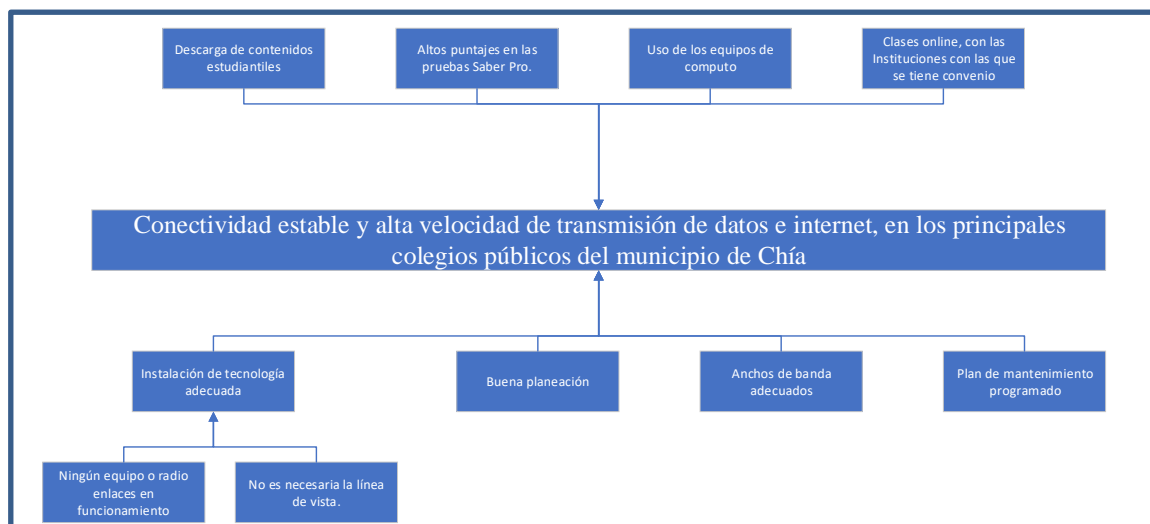 Descarga de contenidos
estudiantiles
Altos puntajes en las
pruebas Saber Pro.
Uso de los equipos de
computo
Clases online, con las
Instituciones con las que
se tiene convenio
Conectividad estable y alta velocidad de transmisión de datos e internet, en los principales
colegios públicos del municipio de Chía
Instalación de tecnología
adecuada
Buena planeación
Anchos de banda
adecuados
Plan de mantenimiento
programado
Ningún equipo o radio
enlaces en
funcionamiento
No es necesaria la línea
de vista.